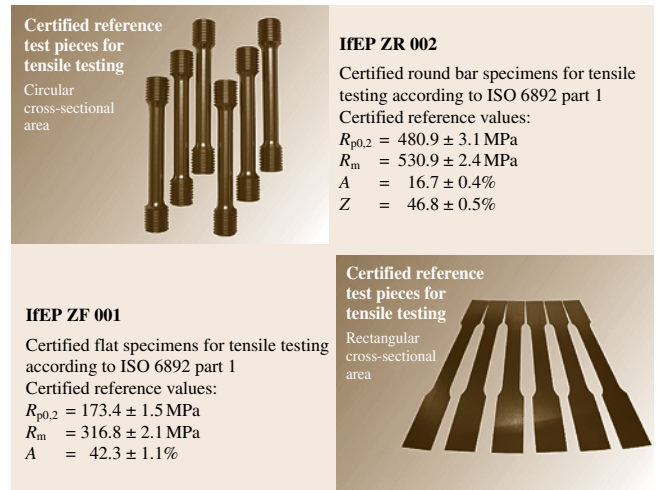 Certified reference
test pieces for
tensile testing
Circular
cross-sectional
area
IfEP ZR 002
Certified round bar specimens for tensile
testing according to ISO 6892 part 1
Certified reference values:
Rp0,2 = 480.9 ± 3.1 MPa
Rm = 530.9 ± 2.4 MPa
A = 16.7 ± 0.4%
Z = 46.8 ± 0.5%
IfEP ZF 001
Certified flat specimens for tensile testing
according to ISO 6892 part 1
Certified reference values:
Rp0,2 = 173.4 ± 1.5 MPa
Rm = 316.8 ± 2.1 MPa
A = 42.3 ± 1.1%
Certified reference
test pieces for
tensile testing
Rectangular
cross-sectional
area